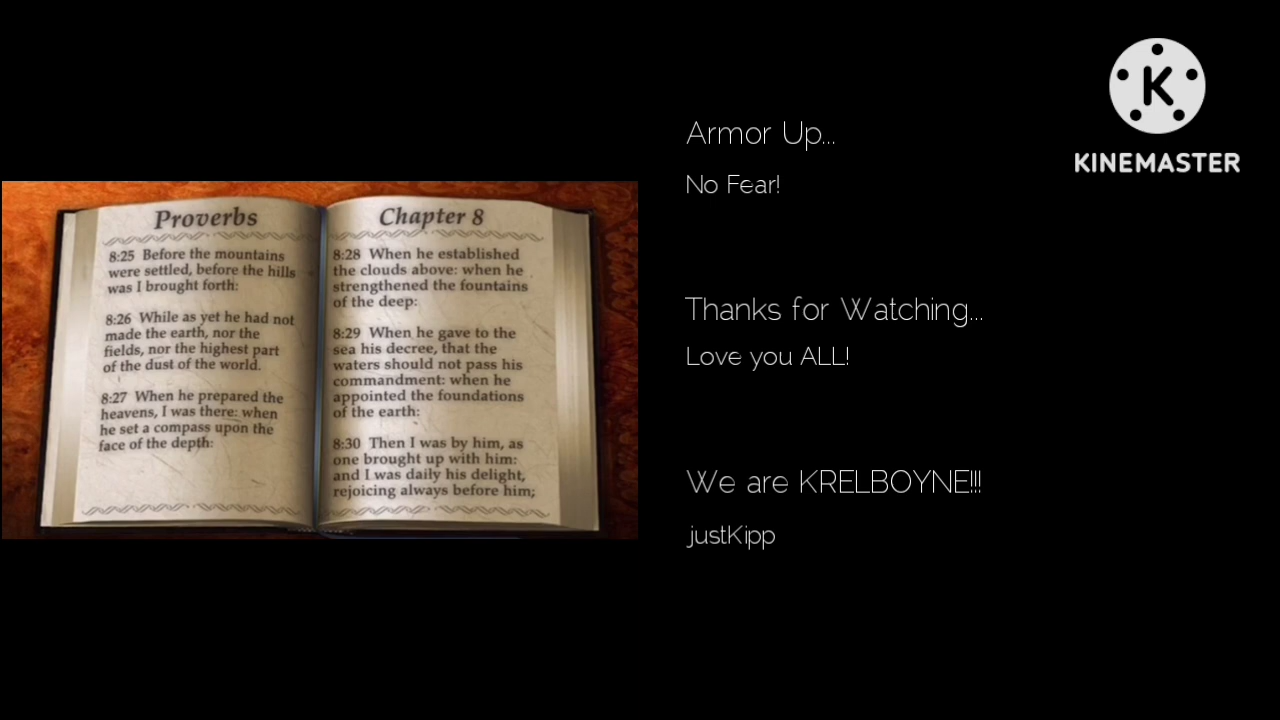 Proverbs
8:25 Before the mountains
were settled, before the hills
was I brought forth:
8:26 While as yet he had not
made the earth, nor the
fields, nor the highest part
of the dust of the world.
8:27 When he prepared the
heavens, I was there: when
he set a compass upon the
face of the depth:
Chapter 8
8:28 When he established
the clouds above: when he
strengthened the fountains
of the deep:
8:29 When he gave to the
sea his decree, that the
waters should not pass his
commandment: when he
appointed the foundations
of the earth:
8:30 Then I was by him, as
one brought up with him:
and I was daily his delight,
rejoicing always before him;
Armor Up...
No Fear!
Thanks for Watching...
Love you ALL!
We are KRELBOYNE!!!
justKipp
K
KINEMASTER